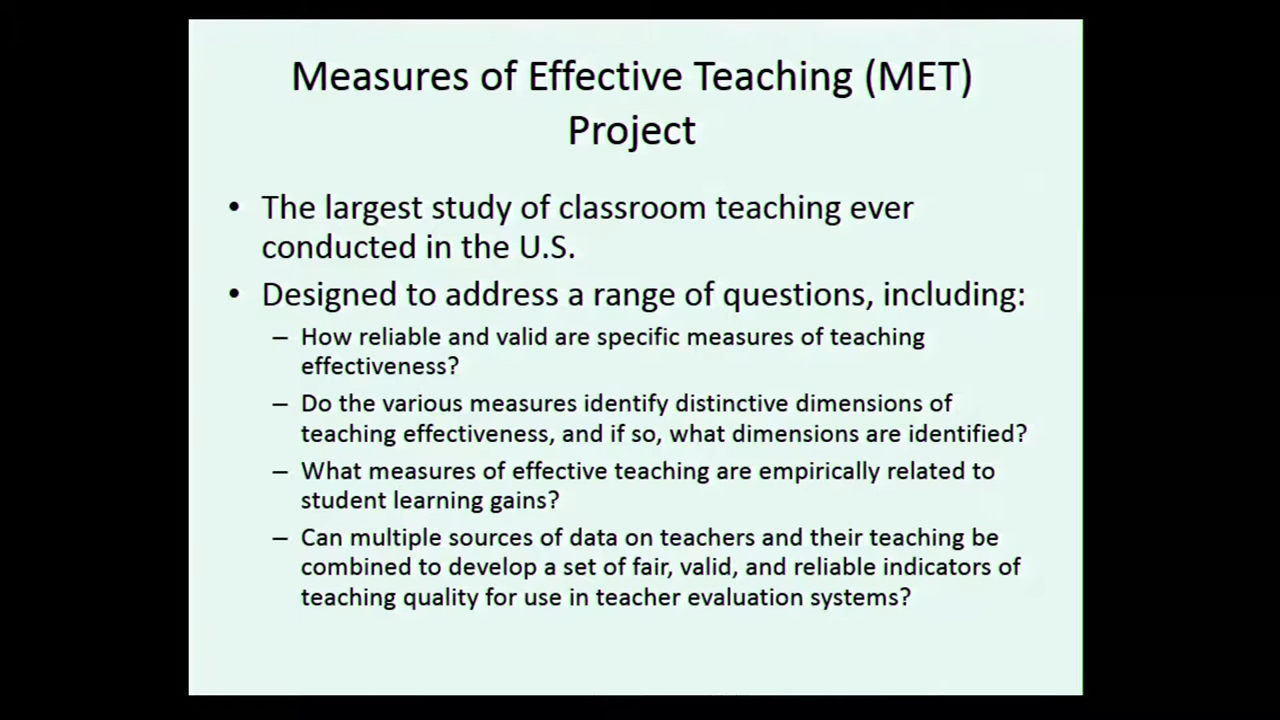 Measures of Effective Teaching (MET)
Project
• The largest study of classroom teaching ever
conducted in the U.S.
• Designed to address a range of questions, including:
– How reliable and valid are specific measures of teaching
effectiveness?
– Do the various measures identify distinctive dimensions of
teaching effectiveness, and if so, what dimensions are identified?
– What measures of effective teaching are empirically related to
student learning gains?
– Can multiple sources of data on teachers and their teaching be
combined to develop a set of fair, valid, and reliable indicators of
teaching quality for use in teacher evaluation systems?